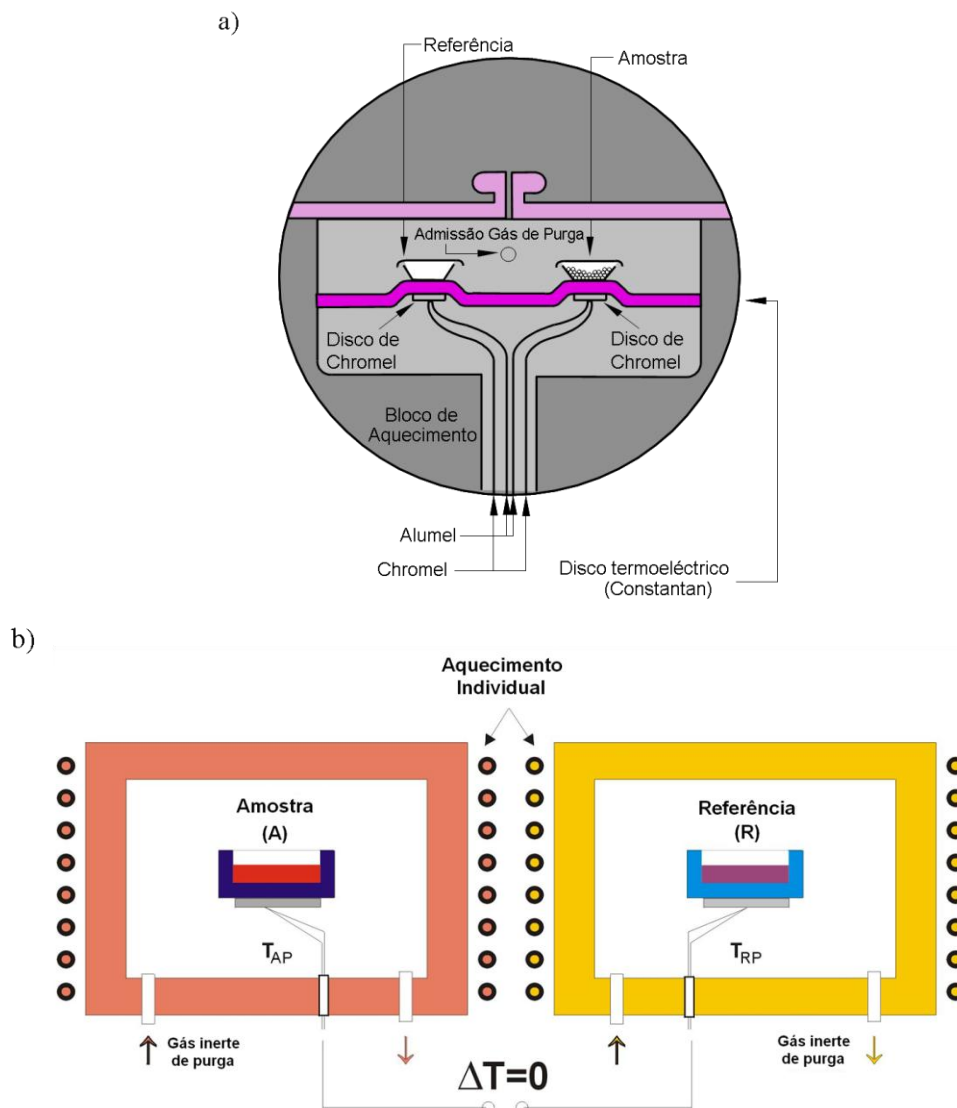 a)
Referência
Amostra
Admissão Gás de Purga
Disco de
Chromel
Disco de
Chromel
Bloco de
Aquecimento
Alumel
Chromel
Disco termoeléctrico
(Constantan)
b)
Aquecimento
Individual
Amostra
(A)
Referência
(R)
TAP
TRP
Gás inerte
de purga
Gás inerte
de purga
ΔT=0